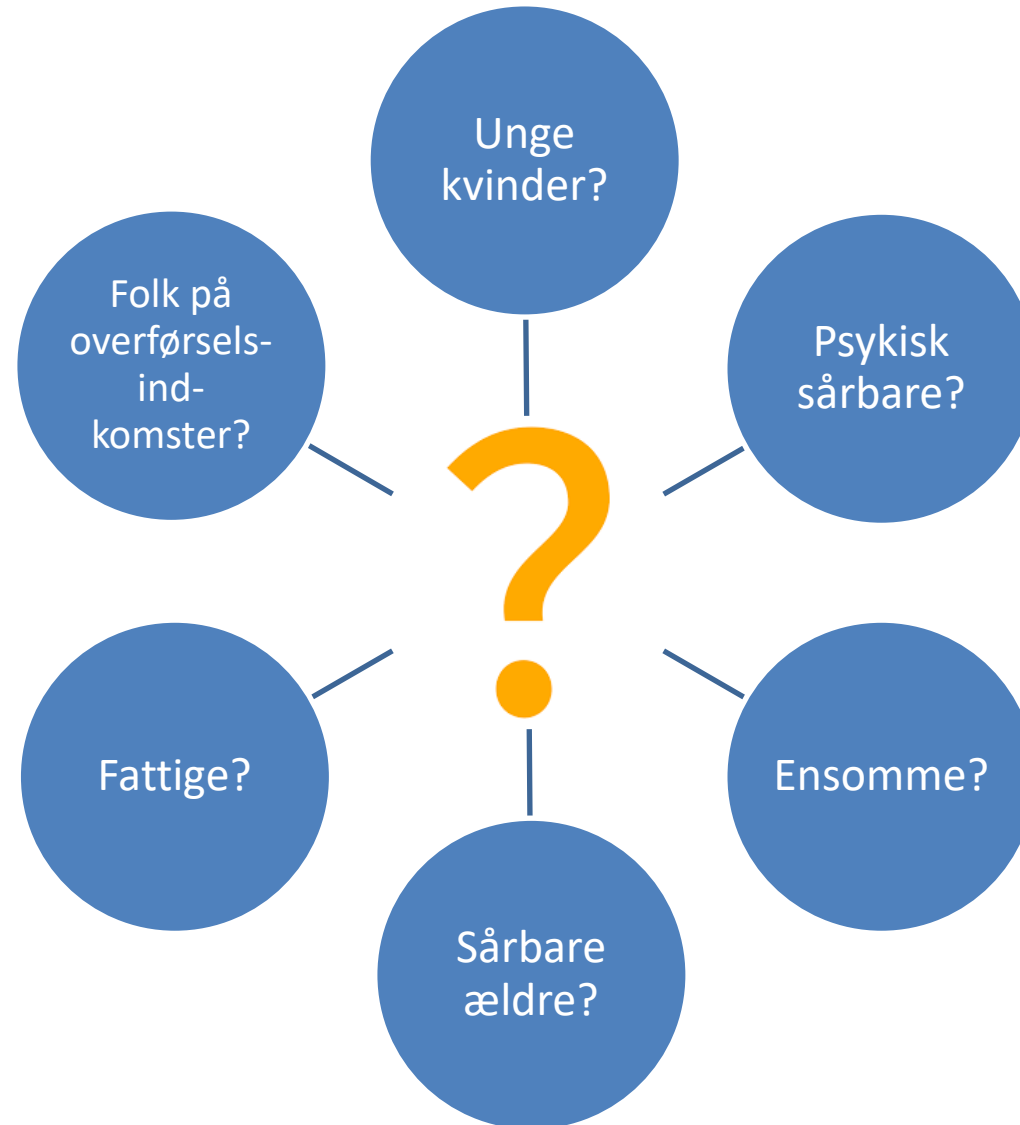 Unge
kvinder?
Psykisk
sårbare?
Ensomme?
Sårbare
ældre?
Fattige?
Folk på
overførsels-
ind-
komster?
?